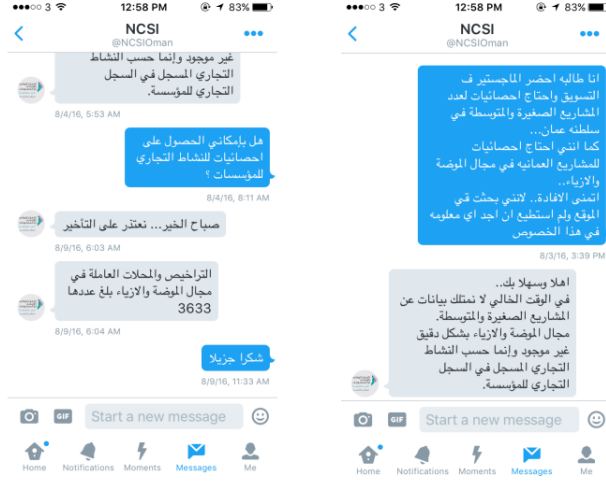 3 12:58 PM 83%
NCSI
@NCSIOman
غير موجود وإنما حسب النشاط
التجاري المسجل في السجل
التجاري للمؤسسة.
8/4/16, 5:53 AM
هل بإمكاني الحصول على
احصائيات للنشاط التجاري
للمؤسسات ؟
8/4/16, 8:11 AM
صباح الخير... نعتذر على التأخير
8/9/16, 6:03 AM
التراخيص والمحلات العاملة في
مجال الموضة والازياء بلغ عددها
3633
8/9/16, 6:04 AM
شكرا جزيلا
8/9/16, 11:33 AM
GIF Start a new message
Home Notifications Moments Messages Me
3 12:58 PM 83%
NCSI
@NCSIOman
انا طالبه احضر الماجستير ف
التسويق واحتاج احصائيات لعدد
المشاريع الصغيرة والمتوسطة في
سلطنه عمان...
كما انني احتاج احصائيات
للمشاريع العمانيه في مجال الموضة
والازياء..
اتمنى الافادة.. لانني بحثت في
الموقع ولم استطيع ان اجد اي معلومه
في هذا الخصوص
8/3/16, 3:39 PM
اهلا وسهلا بك..
في الوقت الحالي لا نمتلك بيانات عن
المشاريع الصغيرة والمتوسطة.
مجال الموضة والازياء بشكل دقيق
غير موجود وإنما حسب النشاط
التجاري المسجل في السجل
التجاري للمؤسسة.
GIF Start a new message
Home Notifications Moments Messages Me